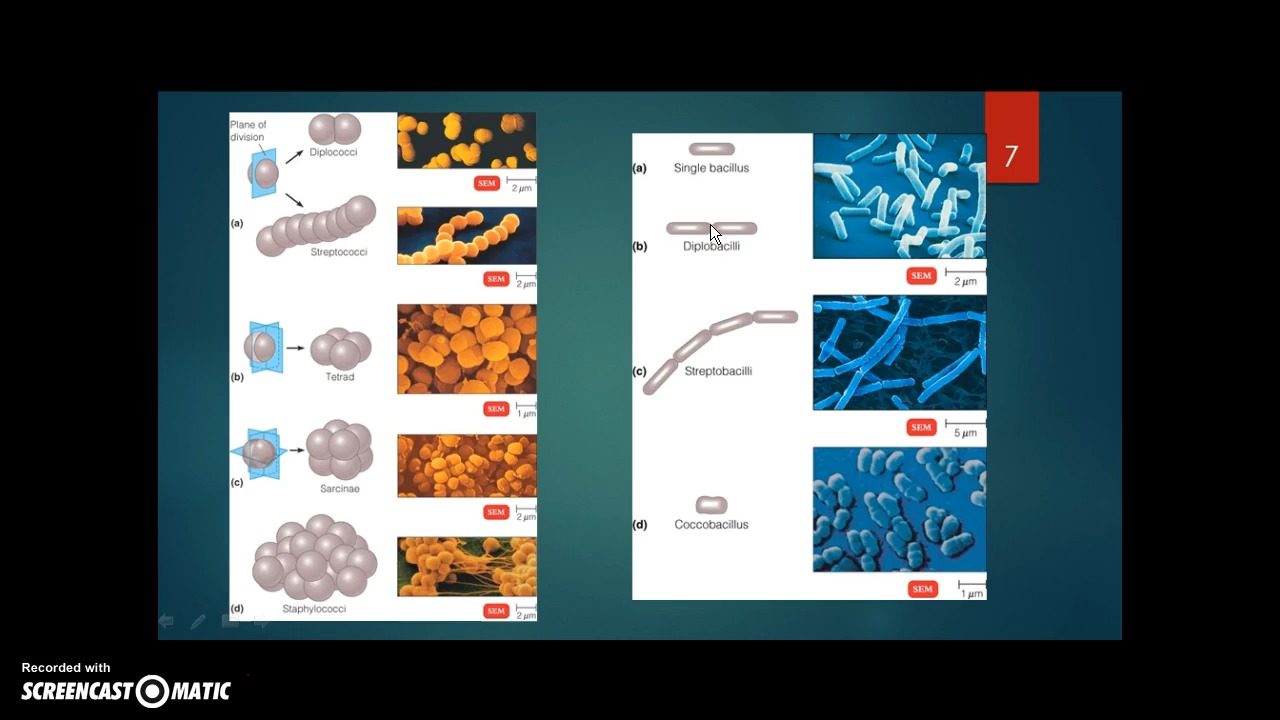 Plane of
division
Diplococci
SEM
2 µm
(a)
Streptococci
SEM
2 µm
(b)
Tetrad
SEM
1 µm
(c)
Sarcinae
SEM
2 µm
(d)
Staphylococci
SEM
2 µm
7
(a)
Single bacillus
(b)
Diplobacilli
SEM
2 µm
(c)
Streptobacilli
SEM
5 µm
(d)
Coccobacillus
SEM
1 µm
Recorded with
SCREENCAST-O-MATIC